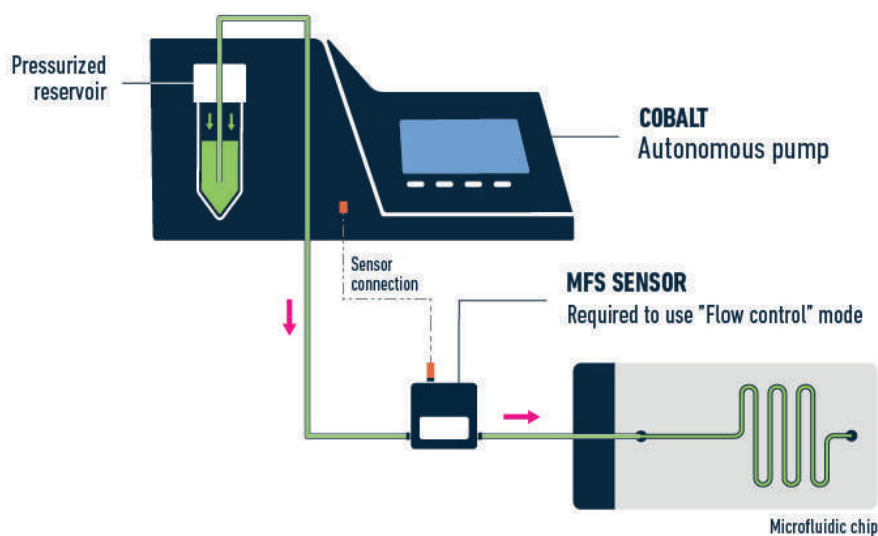 Pressurized
reservoir
COBALT
Autonomous pump
Sensor
connection
MFS SENSOR
Required to use "Flow control" mode
Microfluidic chip